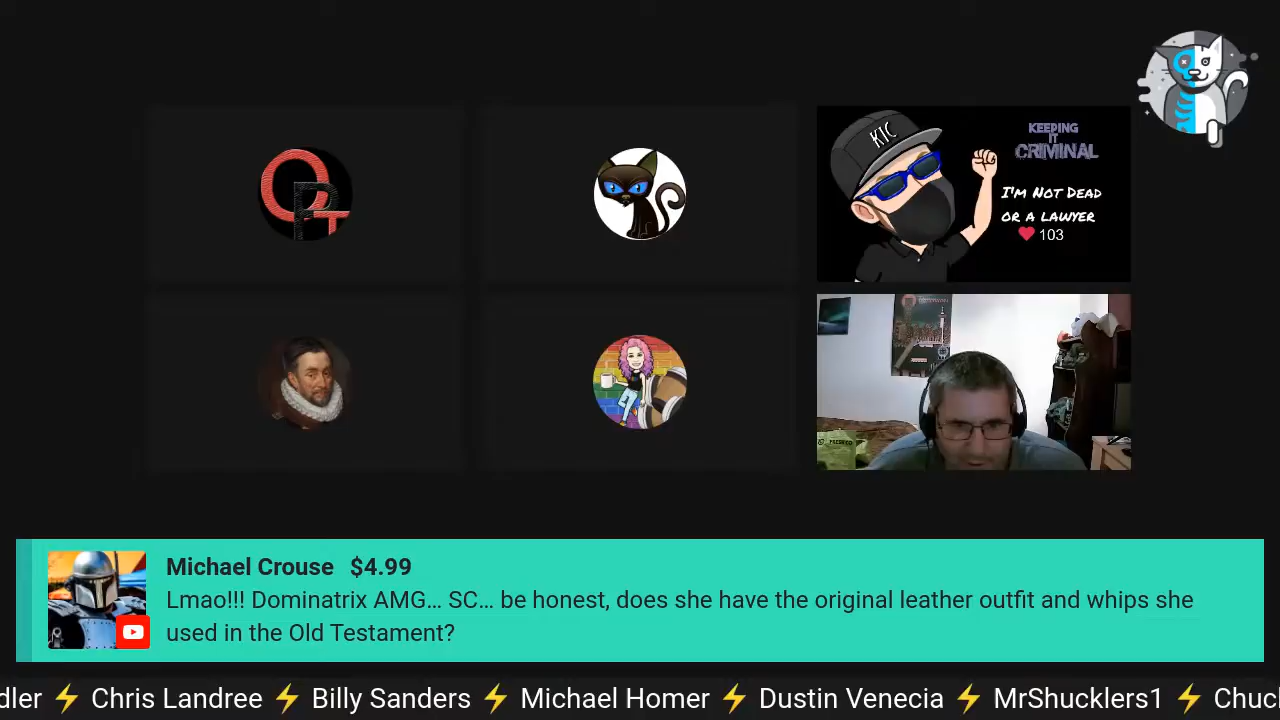 KIC
KEEPING
IT
CRIMINAL
I'M NOT DEAD
OR A LAWYER
103
Michael Crouse $4.99
Lmao!!! Dominatrix AMG... SC... be honest, does she have the original leather outfit and whips she
used in the Old Testament?
dler ⚡ Chris Landree ⚡ Billy Sanders ⚡ Michael Homer ⚡ Dustin Venecia ⚡ MrShucklers1 ⚡ Chuc